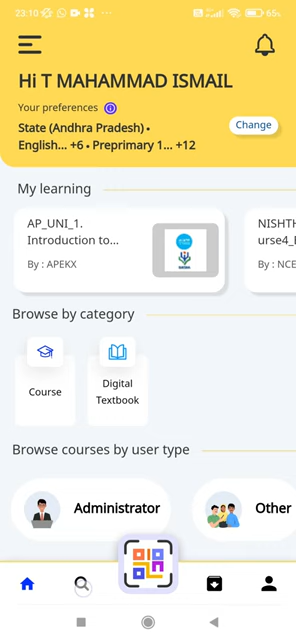 23:10
65%
Hi T MAHAMMAD ISMAIL
Your preferences
State (Andhra Pradesh) •
English... +6 • Preprimary 1... +12
Change
My learning
AP_UNI_1.
Introduction to...
By : APEKX
NISHTH
urse4_
By : NCE
Browse by category
Course
Digital
Textbook
Browse courses by user type
Administrator
Other